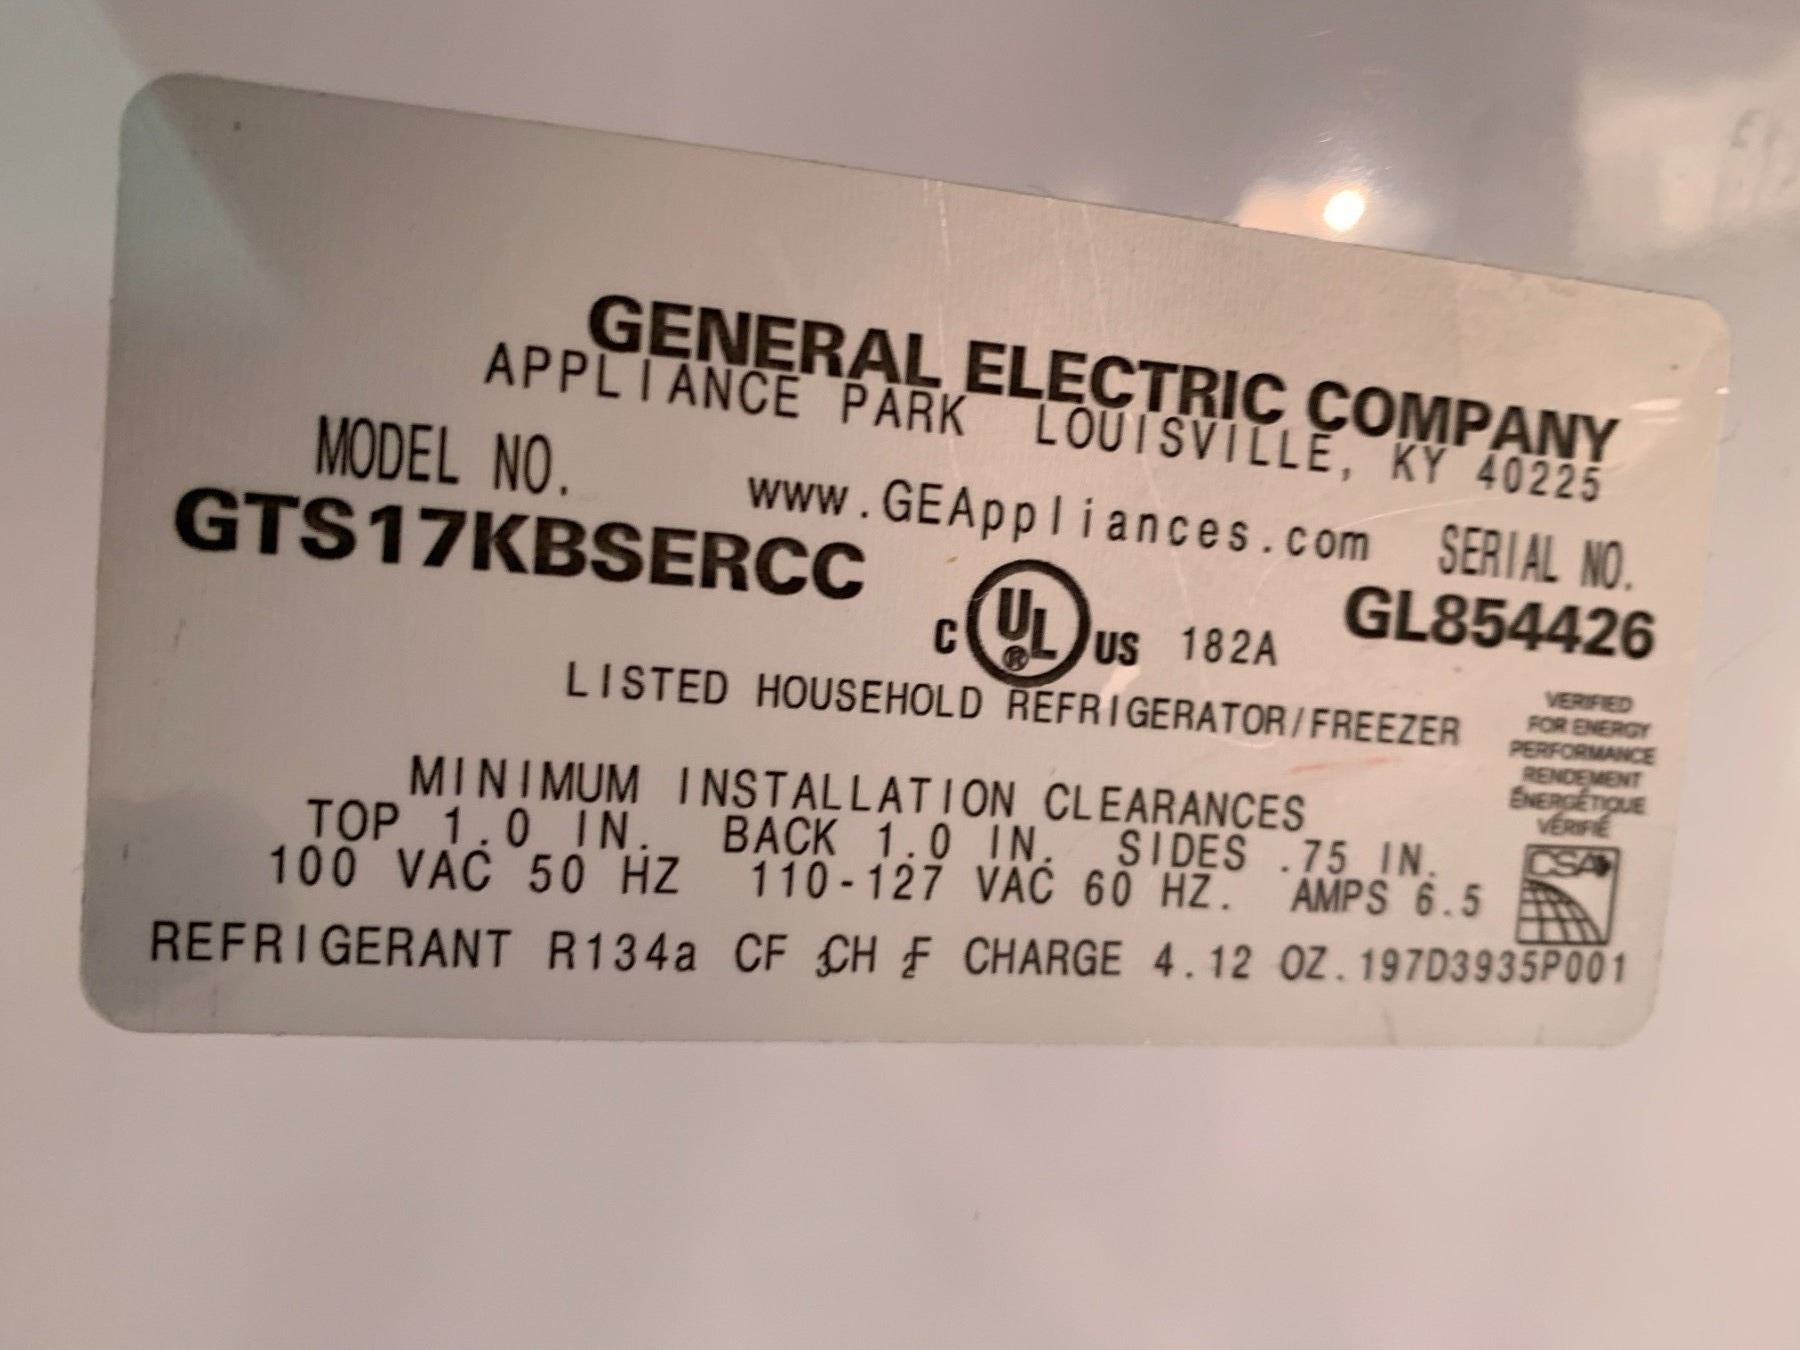 GENERAL ELECTRIC COMPANY
APPLIANCE PARK LOUISVILLE, KY 40225
MODEL NO.
www.GEAppliances.com
SERIAL NO.
GTS17KBSERCC
GL854426
C UL ® US 182A
LISTED HOUSEHOLD REFRIGERATOR/FREEZER
VERIFIED
FOR ENERGY
PERFORMANCE
RENDEMENT
ÉNERGÉTIQUE
VÉRIFIÉ
CSA
MINIMUM INSTALLATION CLEARANCES
TOP 1.0 IN. BACK 1.0 IN. SIDES .75 IN.
100 VAC 50 HZ 110-127 VAC 60 HZ. AMPS 6.5
REFRIGERANT R134a CF CH F CHARGE 4.12 OZ. 197D3935P001